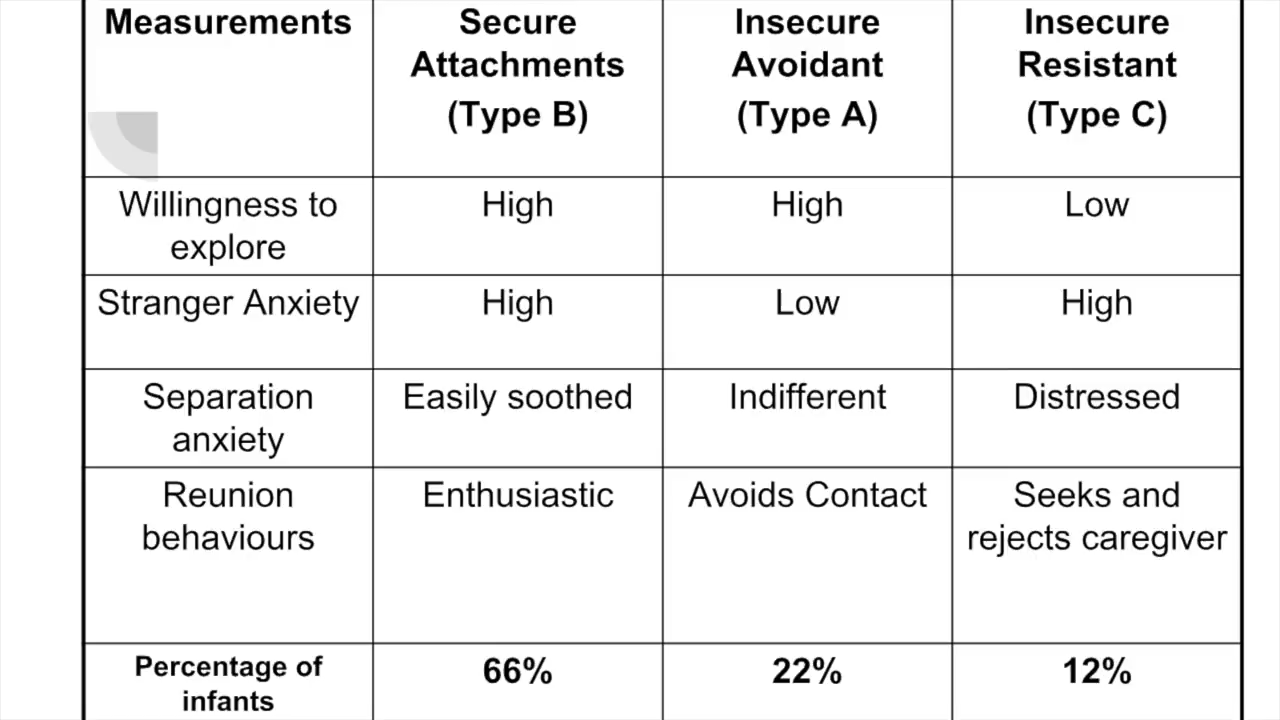 Measurements
Secure
Attachments
(Type B)
Insecure
Avoidant
(Type A)
Insecure
Resistant
(Type C)
Willingness to
explore
High
High
Low
Stranger Anxiety
High
Low
High
Separation
anxiety
Easily soothed
Indifferent
Distressed
Reunion
behaviours
Enthusiastic
Avoids Contact
Seeks and
rejects caregiver
Percentage of
infants
66%
22%
12%